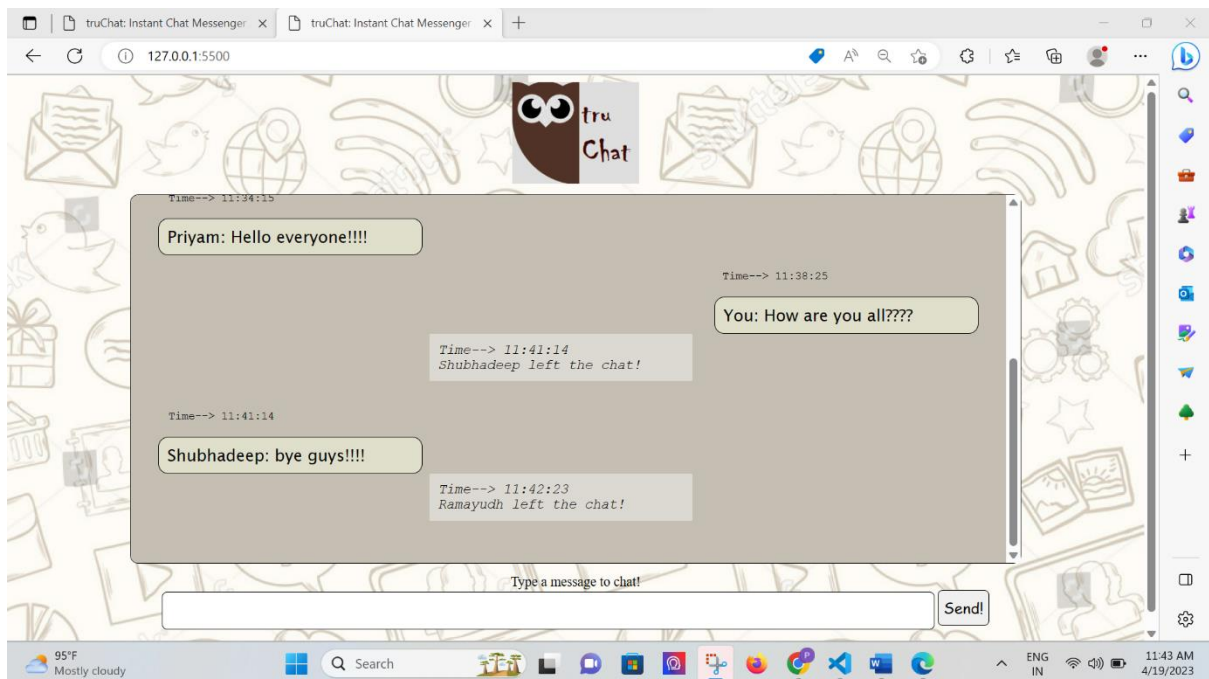 truChat: Instant Chat Messenger
truChat: Instant Chat Messenger
127.0.0.1:5500
tru
Chat
Time--> 11:34:15
Priyam: Hello everyone!!!!
Time--> 11:38:25
You: How are you all????
Time--> 11:41:14
Shubhadeep left the chat!
Time--> 11:41:14
Shubhadeep: bye guys!!!!
Time--> 11:42:23
Ramayudh left the chat!
Type a message to chat!
Send!
95°F
Mostly cloudy
Search
ENG
IN
11:43 AM
4/19/2023